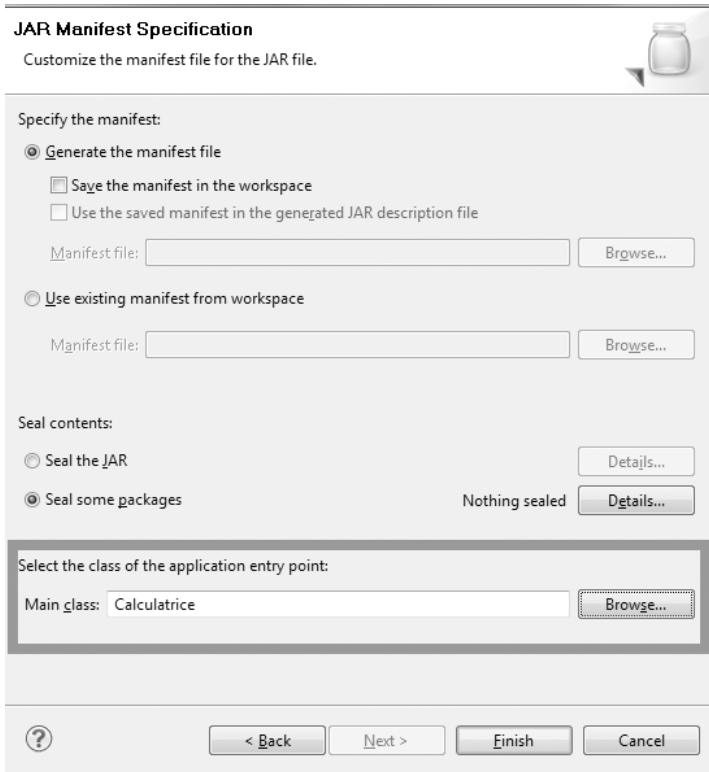 JAR Manifest Specification
Customize the manifest file for the JAR file.
Specify the manifest:
Generate the manifest file
Save the manifest in the workspace
Use the saved manifest in the generated JAR description file
Manifest file: Browse...
Use existing manifest from workspace
Manifest file: Browse...
Seal contents:
Seal the JAR Details...
Seal some packages Nothing sealed Details...
Select the class of the application entry point:
Main class: Calculatrice Browse...
? < Back Next > Finish Cancel